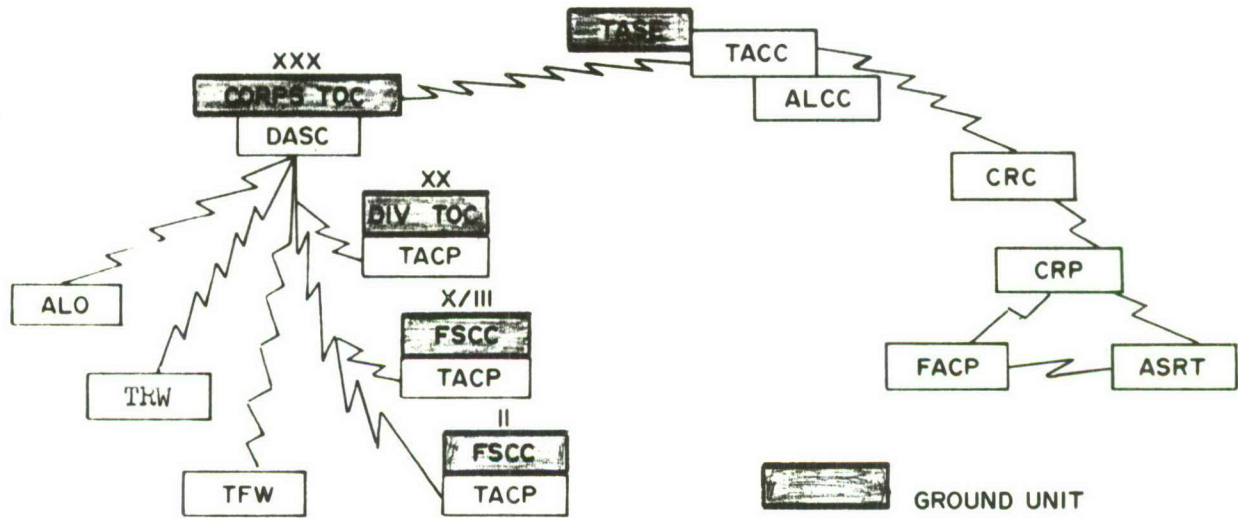 TASE
TACC
ALCC
XXX
CORPS TOC
DASC
CRC
XX
DIV TOC
TACP
CRP
ALO
X/III
FSCC
TACP
FACP
ASRT
TRW
II
FSCC
TACP
TFW
GROUND UNIT